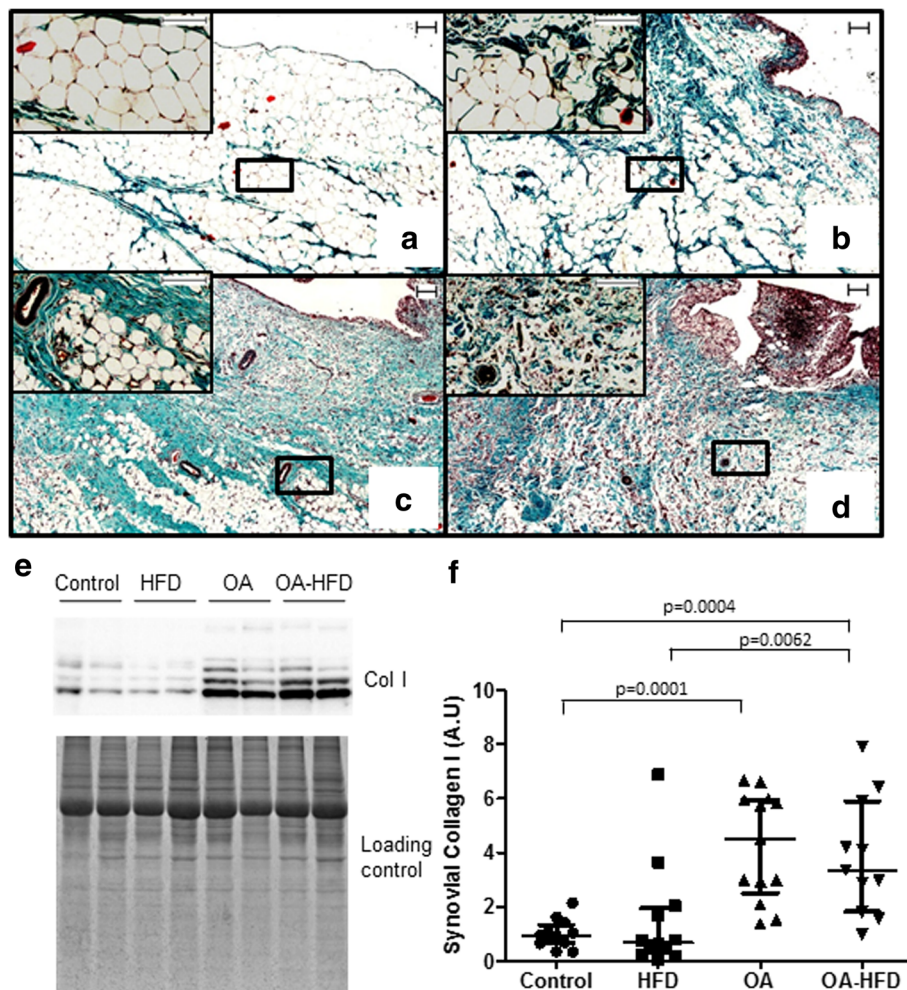 a
b
c
d
e
Control HFD OA OA-HFD
Col I
Loading
control
f
p=0.0004
p=0.0062
p=0.0001
Synovial Collagen I (A.U)
10
8
6
4
2
0
Control HFD OA OA-HFD